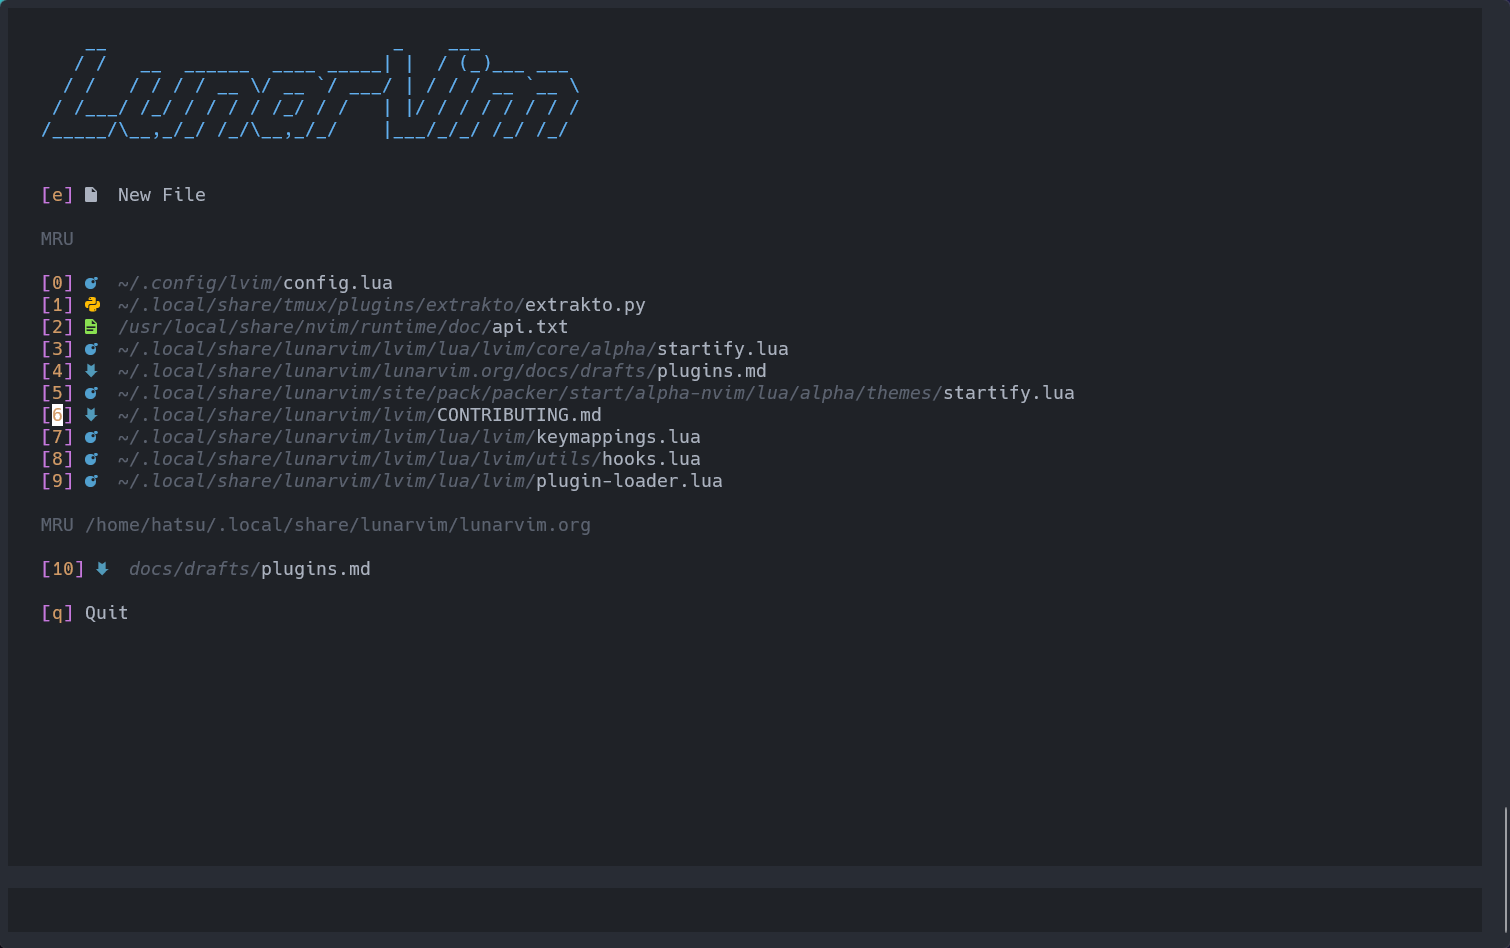 __                          _    ___
   / /   __  ______  ____ _____| |  / (_)___ ___
  / /   / / / / __ \/ __ `/ ___/ | / / / __ `__ \
 / /___/ /_/ / / / / /_/ / /   | |/ / / / / / / /
/_____/\__,_/_/ /_/\__,_/_/    |___/_/_/ /_/ /_/
[e] New File
MRU
[0] ~/.config/lvim/config.lua
[1] ~/.local/share/tmux/plugins/extrakto/extrakto.py
[2] /usr/local/share/nvim/runtime/doc/api.txt
[3] ~/.local/share/lunarvim/lvim/lua/lvim/core/alpha/startify.lua
[4] ~/.local/share/lunarvim/lunarvim.org/docs/drafts/plugins.md
[5] ~/.local/share/lunarvim/site/pack/packer/start/alpha-nvim/lua/alpha/themes/startify.lua
[6] ~/.local/share/lunarvim/lvim/CONTRIBUTING.md
[7] ~/.local/share/lunarvim/lvim/lua/lvim/keymappings.lua
[8] ~/.local/share/lunarvim/lvim/lua/lvim/utils/hooks.lua
[9] ~/.local/share/lunarvim/lvim/lua/lvim/plugin-loader.lua
MRU /home/hatsu/.local/share/lunarvim/lunarvim.org
[10] docs/drafts/plugins.md
[q] Quit